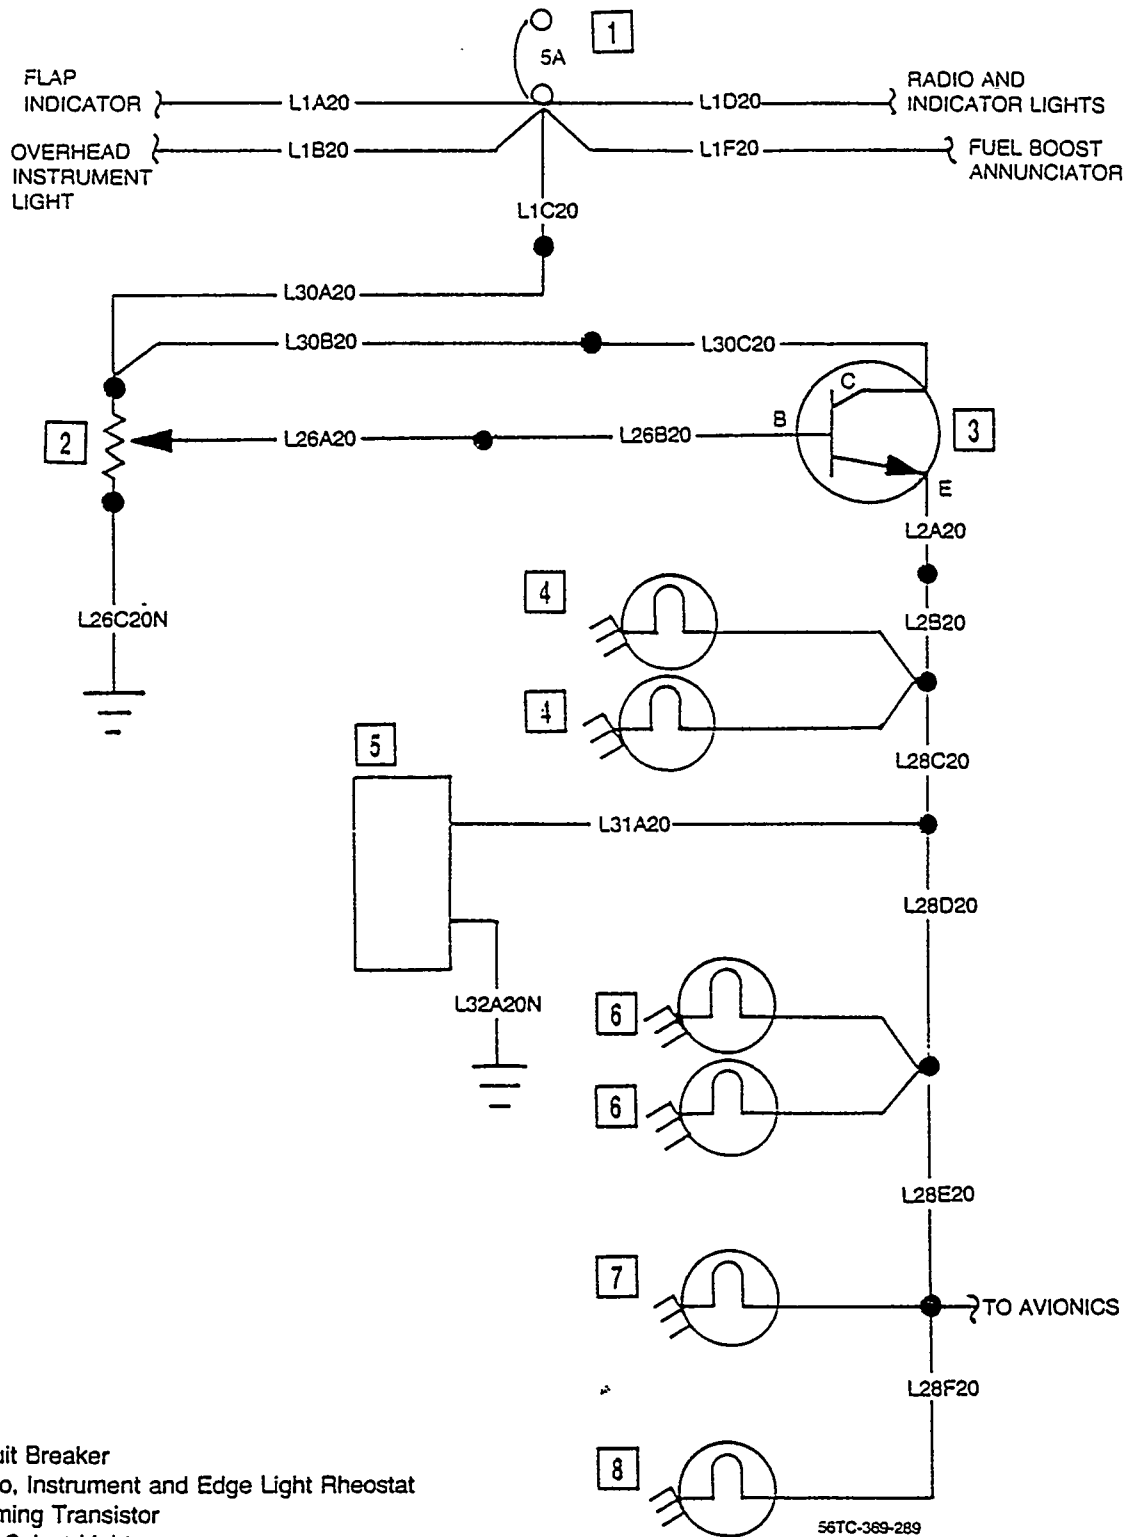 1
5A
FLAP
INDICATOR
L1A20
L1D20
RADIO AND
INDICATOR LIGHTS
OVERHEAD
INSTRUMENT
LIGHT
L1B20
L1F20
FUEL BOOST
ANNUNCIATOR
L1C20
L30A20
L30B20
L30C20
C
B
2
L26A20
L26B20
3
E
L2A20
4
L26C20N
L2B20
4
5
L28C20
L31A20
L28D20
L32A20N
6
6
L28E20
7
TO AVIONICS
L28F20
8
uit Breaker
o, Instrument and Edge Light Rheostat
ming Transistor
56TC-369-289